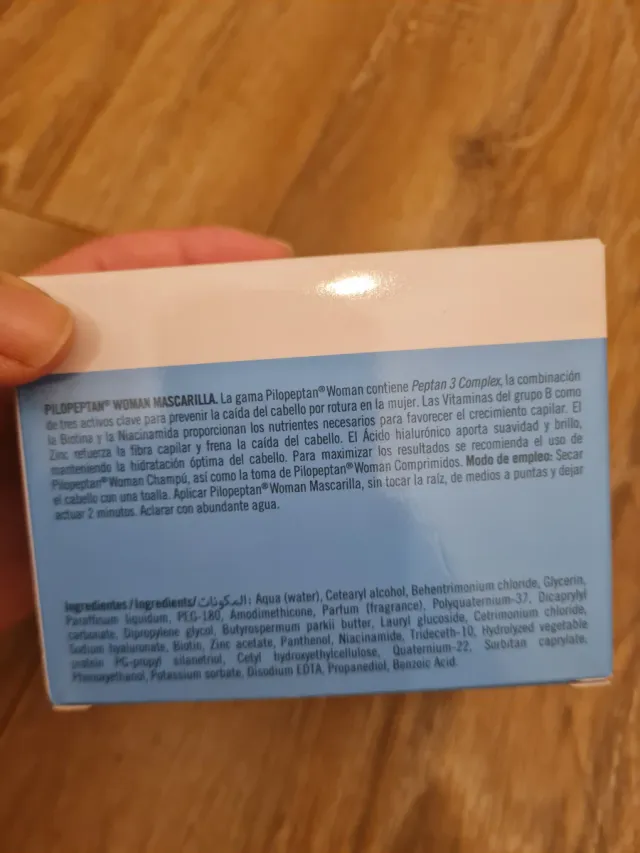 PILOPEPTAN® WOMAN MASCARILLA. La gama Pilopeptan® Woman contiene Peptan 3 Complex, la combinación
de tres activos clave para prevenir la caída del cabello por rotura en la mujer. Las Vitaminas del grupo B como
la Biotina y la Niacinamida proporcionan los nutrientes necesarios para favorecer el crecimiento capilar. El
Zinc refuerza la fibra capilar y frena la caída del cabello. El Ácido hialurónico aporta suavidad y brillo,
manteniendo la hidratación óptima del cabello. Para maximizar los resultados se recomienda el uso de
Pilopeptan® Woman Champú, así como la toma de Pilopeptan® Woman Comprimidos. Modo de empleo: Secar
el cabello con una toalla. Aplicar Pilopeptan® Woman Mascarilla, sin tocar la raíz, de medios a puntas y dejar
actuar 2 minutos. Aclarar con abundante agua.
Ingredientes/Ingredients/المكونات: Aqua (water), Cetearyl alcohol, Behentrimonium chloride, Glycerin,
Paraffinum liquidum, PEG-180, Amodimethicone, Parfum (fragrance), Polyquaternium-37, Dicaprylyl
carbonate, Dipropylene glycol, Butyrospermum parkii butter, Lauryl glucoside, Cetrimonium chloride,
Sodium hyaluronate, Biotin, Zinc acetate, Panthenol, Niacinamide, Trideceth-10, Hydrolyzed vegetable
protein PG-propyl silanetriol, Cetyl hydroxyethylcellulose, Quaternium-22, Sorbitan caprylate,
Phenoxyethanol, Potassium sorbate, Disodium EDTA, Propanediol, Benzoic Acid.